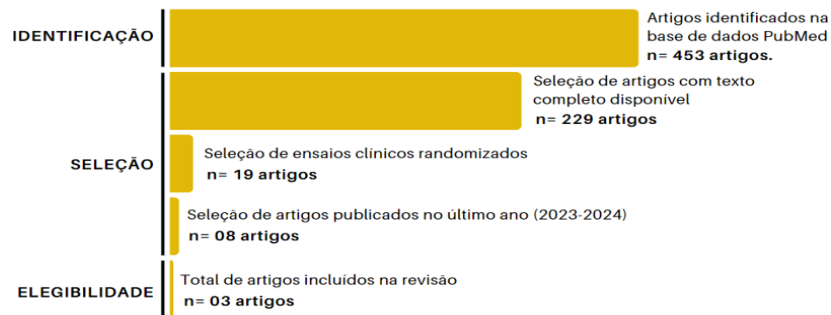 IDENTIFICAÇÃO
Artigos identificados na
base de dados PubMed
n= 453 artigos.
Seleção de artigos com texto
completo disponível
n= 229 artigos
SELEÇÃO
Seleção de ensaios clínicos randomizados
n= 19 artigos
Seleção de artigos publicados no último ano (2023-2024)
n= 08 artigos
ELEGIBILIDADE
Total de artigos incluídos na revisão
n= 03 artigos